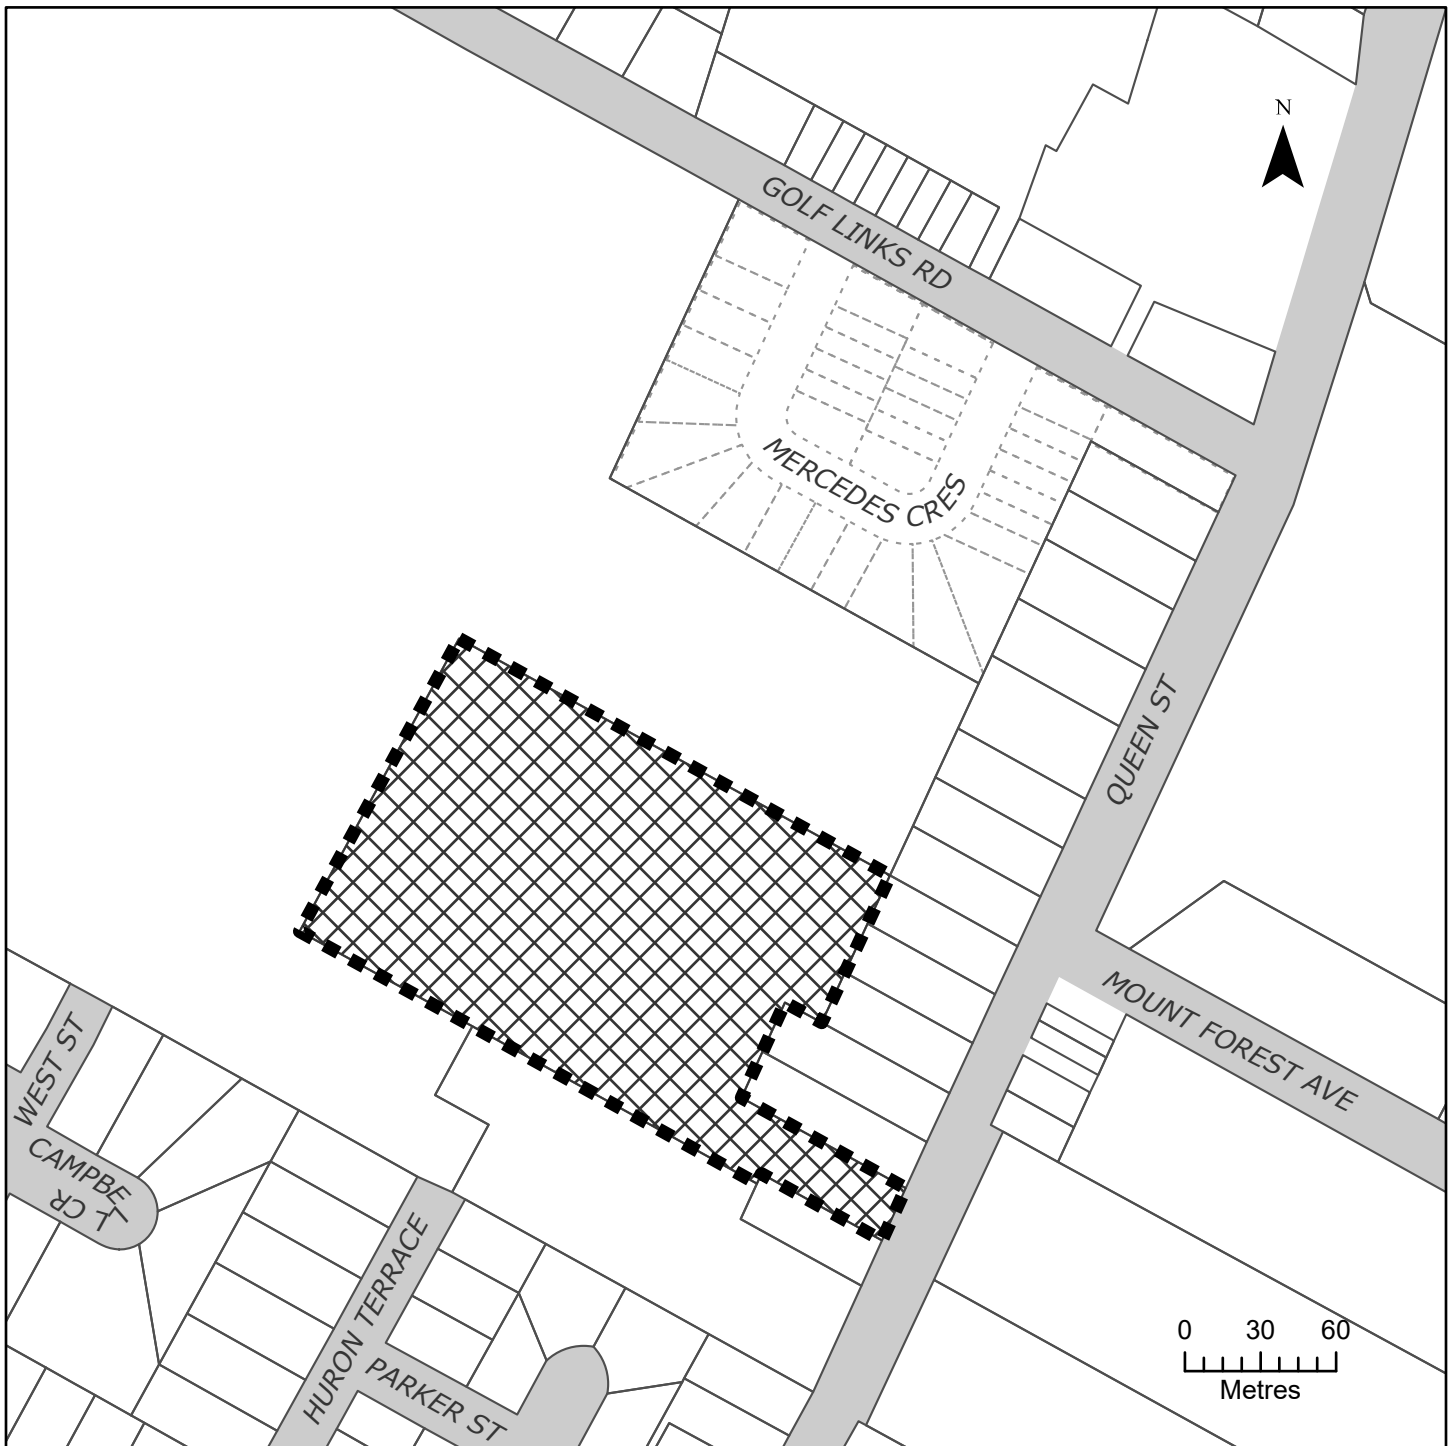 N
GOLF LINKS RD
MERCEDES CRES
QUEEN ST
MOUNT FOREST AVE
WEST ST
CAMPBE
L CR
HURON TERRACE
PARKER ST
0 30 60
Metres